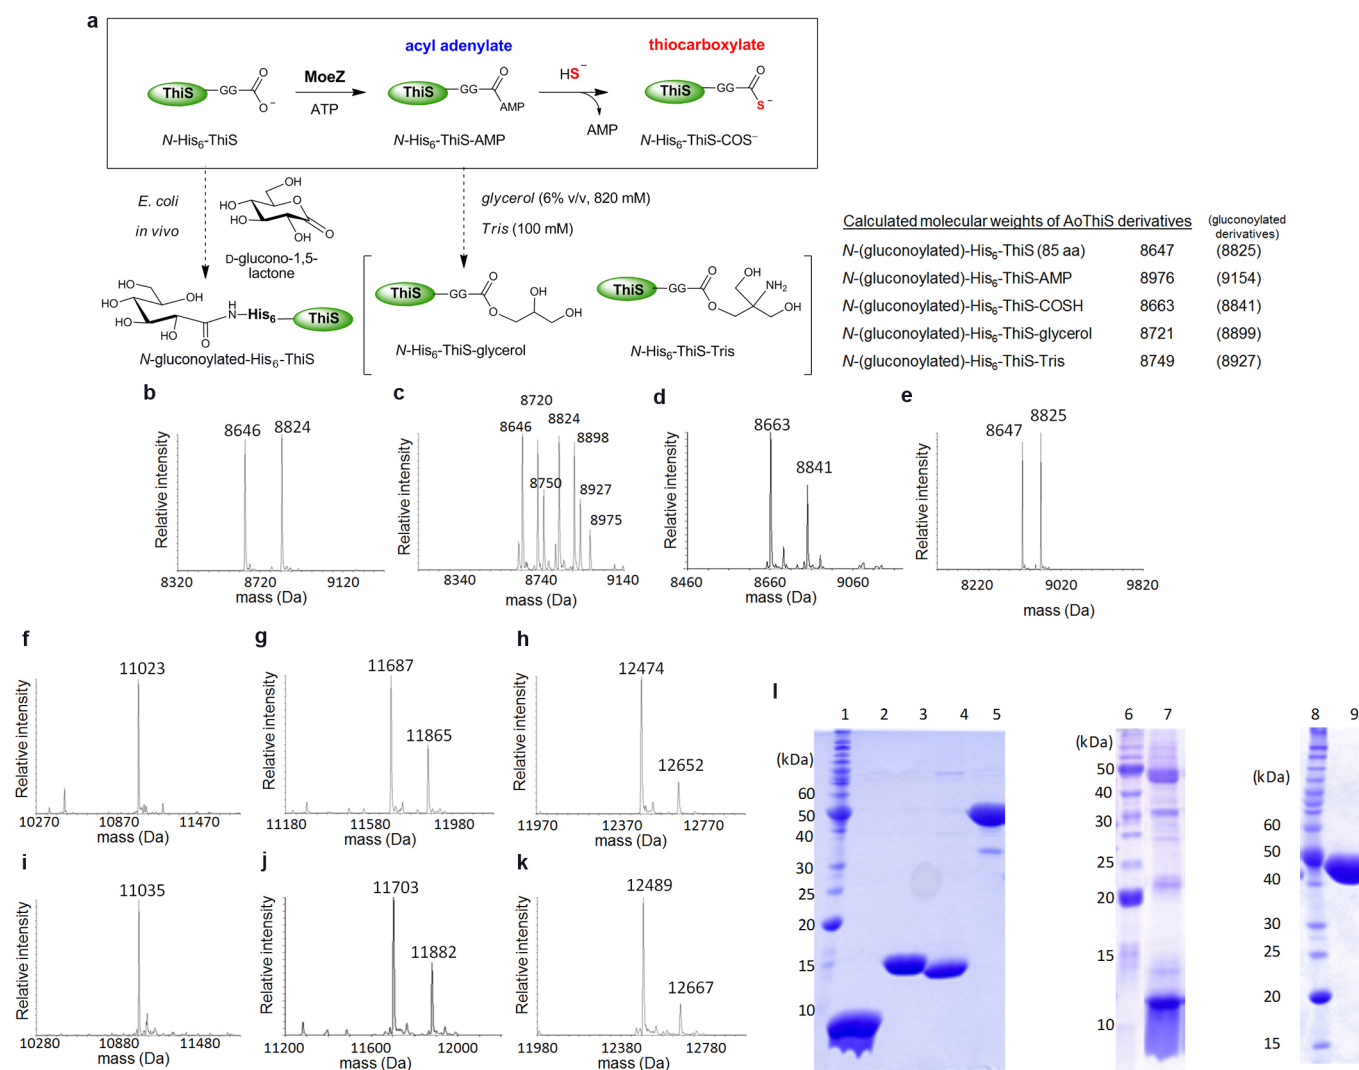 a
acyl adenylate
thiocarboxylate
ThiS GG O O⁻
MoeZ
ATP
ThiS GG O AMP
HS⁻
AMP
ThiS GG O S⁻
N-His6-ThiS
N-His6-ThiS-AMP
N-His6-ThiS-COS⁻
E. coli
in vivo
OH HO O HO OH O
D-glucono-1,5-
lactone
glycerol (6% v/v, 820 mM)
Tris (100 mM)
HO OH HO HO OH O H N His6 ThiS
N-gluconoylated-His6-ThiS
ThiS GG O O OH OH
N-His6-ThiS-glycerol
ThiS GG O O OH NH2 OH
N-His6-ThiS-Tris
Calculated molecular weights of AoThiS derivatives (gluconoylated
derivatives)
N-(gluconoylated)-His6-ThiS (85 aa) 8647 (8825)
N-(gluconoylated)-His6-ThiS-AMP 8976 (9154)
N-(gluconoylated)-His6-ThiS-COSH 8663 (8841)
N-(gluconoylated)-His6-ThiS-glycerol 8721 (8899)
N-(gluconoylated)-His6-ThiS-Tris 8749 (8927)
b
8646 8824
Relative intensity
8320 8720 9120
mass (Da)
c
8720
8646 8824
8898
8750
8927
8975
Relative intensity
8340 8740 9140
mass (Da)
d
8663
8841
Relative intensity
8460 8660 9060
mass (Da)
e
8825
8647
Relative intensity
8220 9020 9820
mass (Da)
f
11023
Relative intensity
10270 10870 11470
mass (Da)
g
11687
11865
Relative intensity
11180 11580 11980
mass (Da)
h
12474
12652
Relative intensity
11970 12370 12770
mass (Da)
i
11035
Relative intensity
10280 10880 11480
mass (Da)
j
11703
11882
Relative intensity
11200 11600 12000
mass (Da)
k
12489
12667
Relative intensity
11980 12380 12780
mass (Da)
l
1 2 3 4 5
(kDa)
60
50
40
30
25
20
15
10
6 7
(kDa)
50
40
30
25
20
15
10
8 9
(kDa)
60
50
40
30
25
20
15